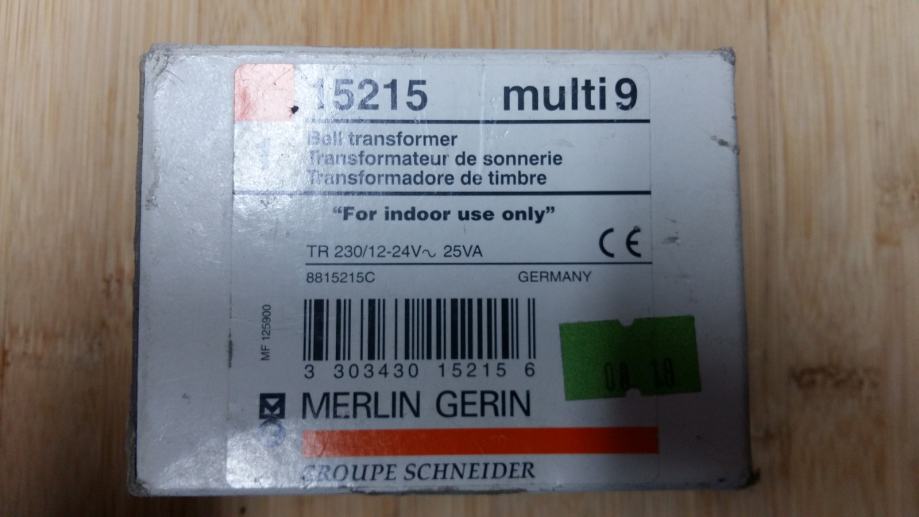 15215 multi 9
1
Bell transformer
Transformateur de sonnerie
Transformadore de timbre
"For indoor use only"
TR 230/12-24V∿ 25VA CE
8815215C GERMANY
MF 125900
3 303430 15215 6
MERLIN GERIN
GROUPE SCHNEIDER